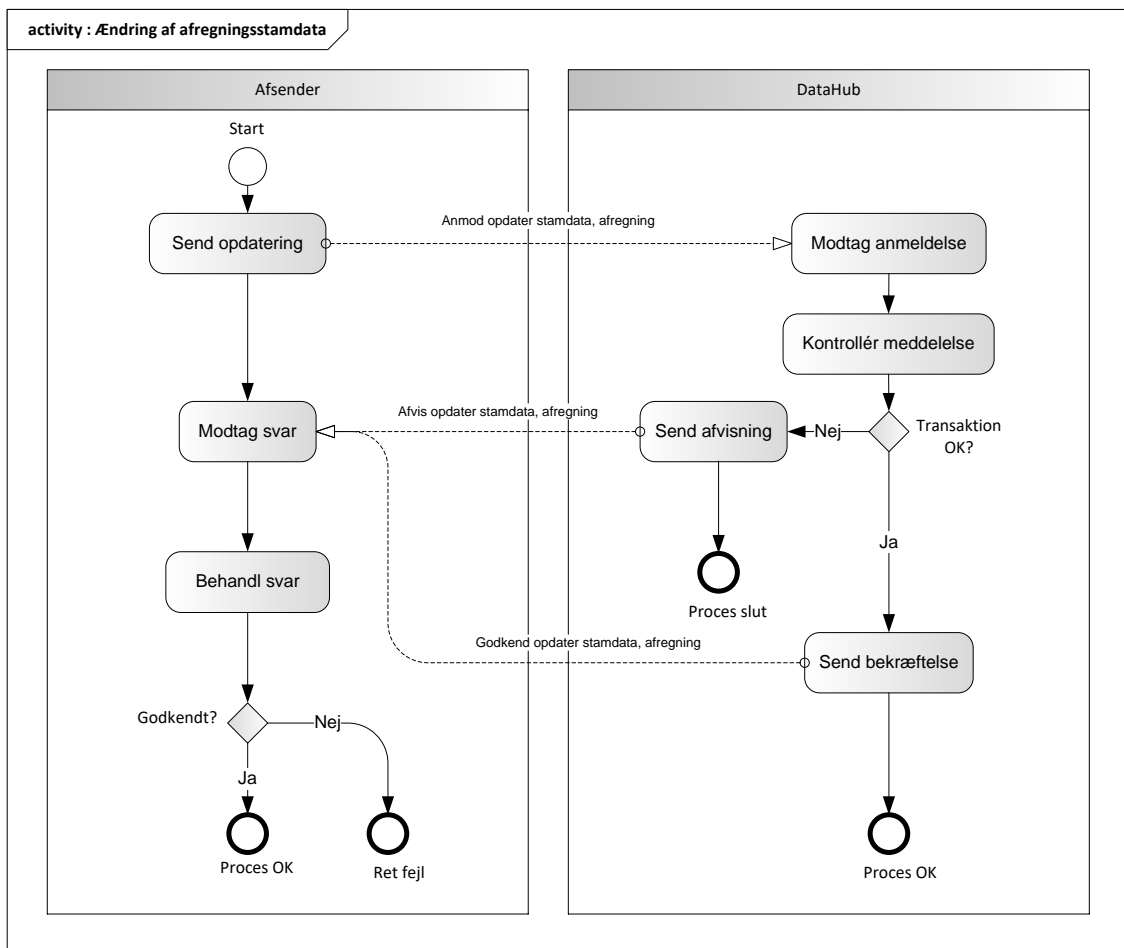 activity : Ændring af afregningsstamdata
Afsender
DataHub
Start
Send opdatering
Anmod opdater stamdata, afregning
Modtag anmeldelse
Kontrollér meddelelse
Modtag svar
Afvis opdater stamdata, afregning
Send afvisning
Nej
Transaktion
OK?
Ja
Behandl svar
Proces slut
Godkend opdater stamdata, afregning
Send bekræftelse
Godkendt?
Nej
Ja
Proces OK
Ret fejl
Proces OK